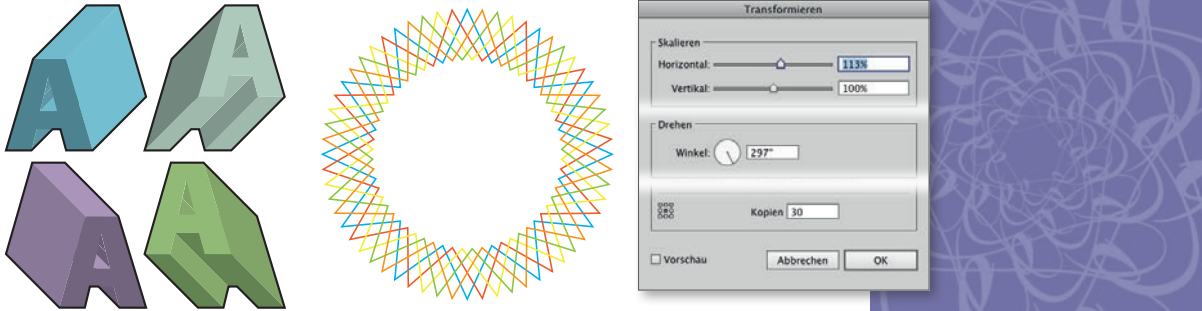 A
A
A
A
Transformieren
Skalieren
Horizontal: 113%
Vertikal: 100%
Drehen
Winkel: 297°
Kopien 30
Vorschau
Abbrechen
OK